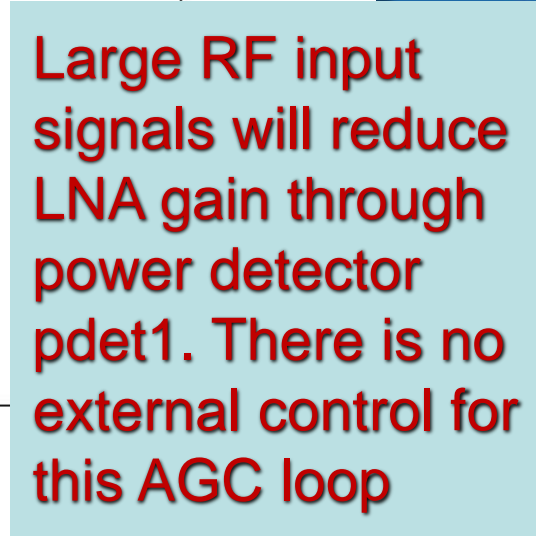 Large RF input
signals will reduce
LNA gain through
power detector
pdet1. There is no
external control for
this AGC loop